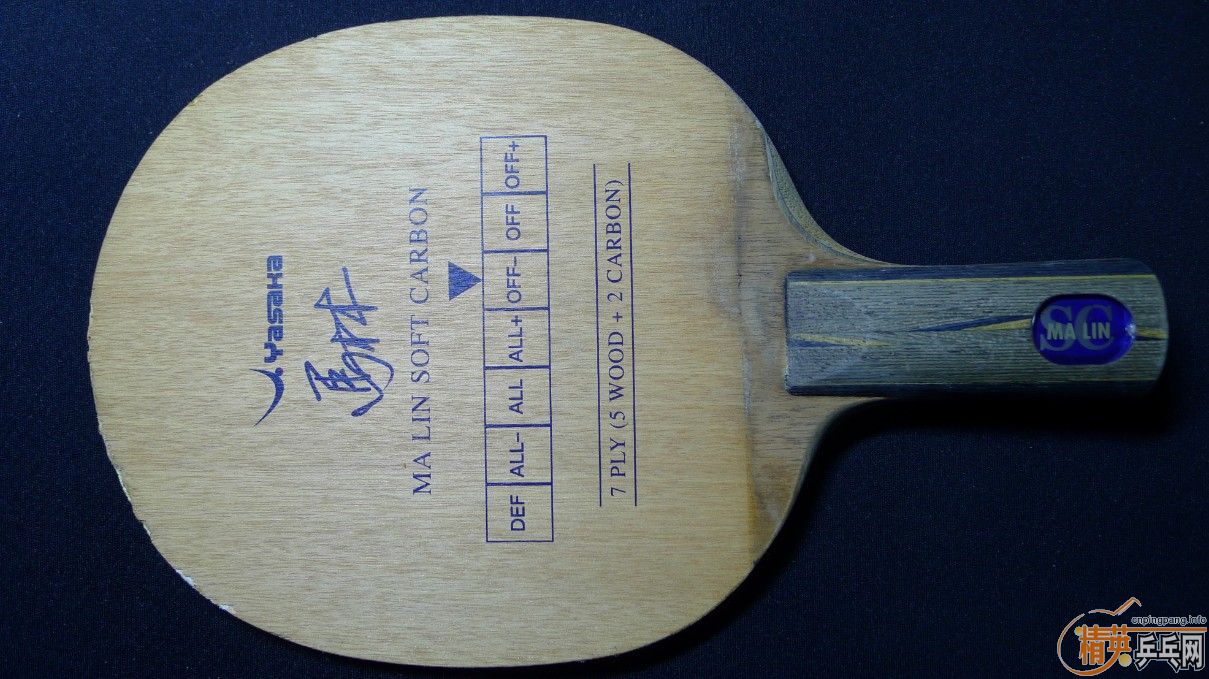 Yasaka
馬林
MA LIN SOFT CARBON
DEF ALL- ALL ALL+ OFF- OFF OFF+
7 PLY (5 WOOD + 2 CARBON)
SC
MA LIN
cnpingpang.info
精英乒乓网